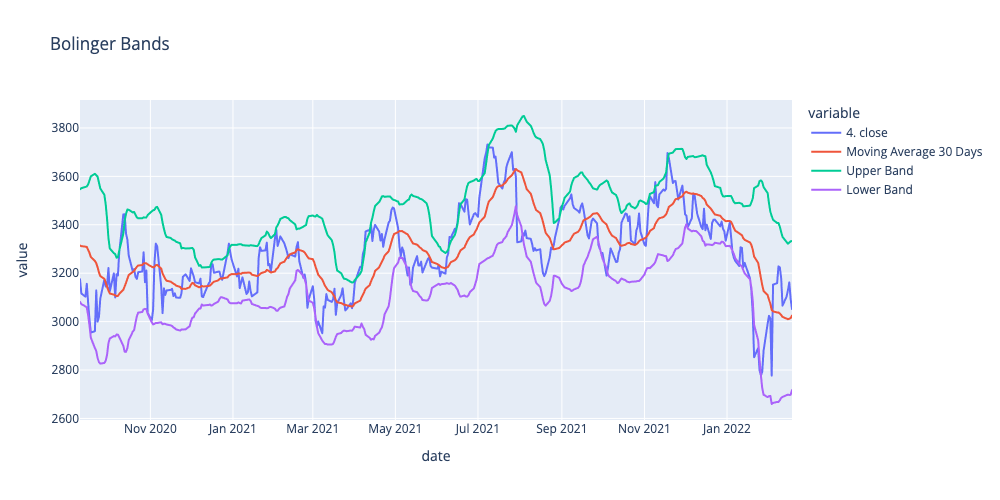 Bolinger Bands
variable
4. close
Moving Average 30 Days
Upper Band
Lower Band
value
3800
3600
3400
3200
3000
2800
2600
Nov 2020 Jan 2021 Mar 2021 May 2021 Jul 2021 Sep 2021 Nov 2021 Jan 2022
date